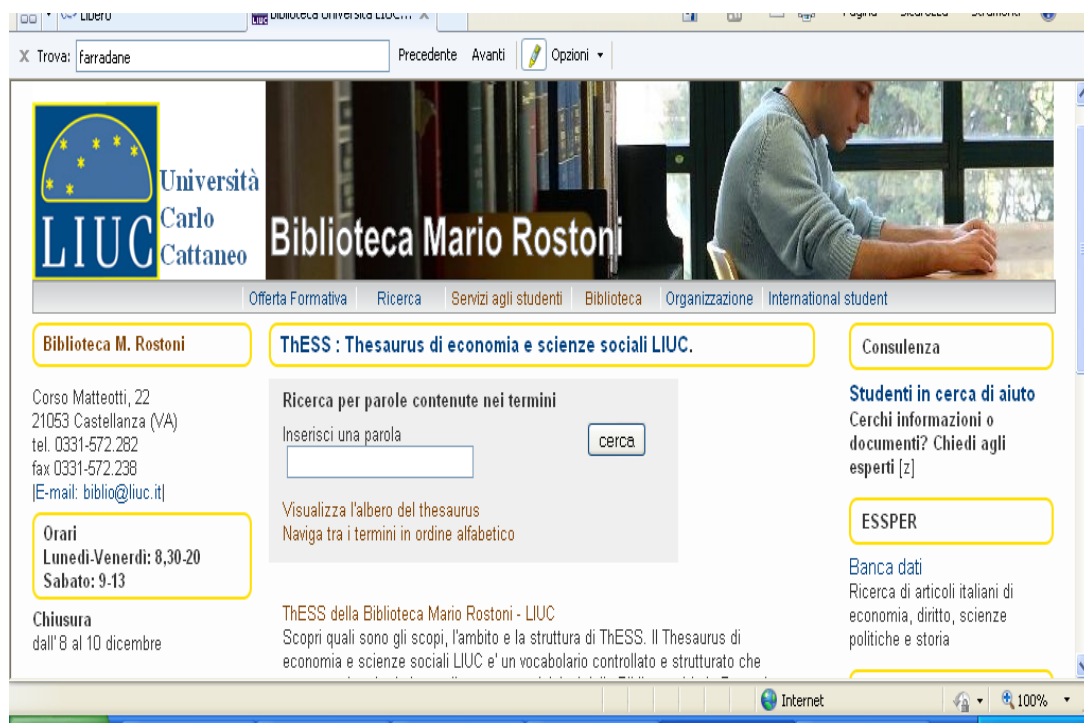 Libero
Biblioteca Università LIUC...
Pagina Sicurezza Strumenti
X Trova: farradane Precedente Avanti Opzioni
LIUC
Università
Carlo
Cattaneo
Biblioteca Mario Rostoni
Offerta Formativa Ricerca Servizi agli studenti Biblioteca Organizzazione International student
Biblioteca M. Rostoni
Corso Matteotti, 22
21053 Castellanza (VA)
tel. 0331-572.282
fax 0331-572.238
|E-mail: biblio@liuc.it|
Orari
Lunedì-Venerdì: 8,30-20
Sabato: 9-13
Chiusura
dall' 8 al 10 dicembre
ThESS : Thesaurus di economia e scienze sociali LIUC.
Ricerca per parole contenute nei termini
Inserisci una parola
cerca
Visualizza l'albero del thesaurus
Naviga tra i termini in ordine alfabetico
ThESS della Biblioteca Mario Rostoni - LIUC
Scopri quali sono gli scopi, l'ambito e la struttura di ThESS. Il Thesaurus di
economia e scienze sociali LIUC e' un vocabolario controllato e strutturato che
Consulenza
Studenti in cerca di aiuto
Cerchi informazioni o
documenti? Chiedi agli
esperti [z]
ESSPER
Banca dati
Ricerca di articoli italiani di
economia, diritto, scienze
politiche e storia
Internet
100%